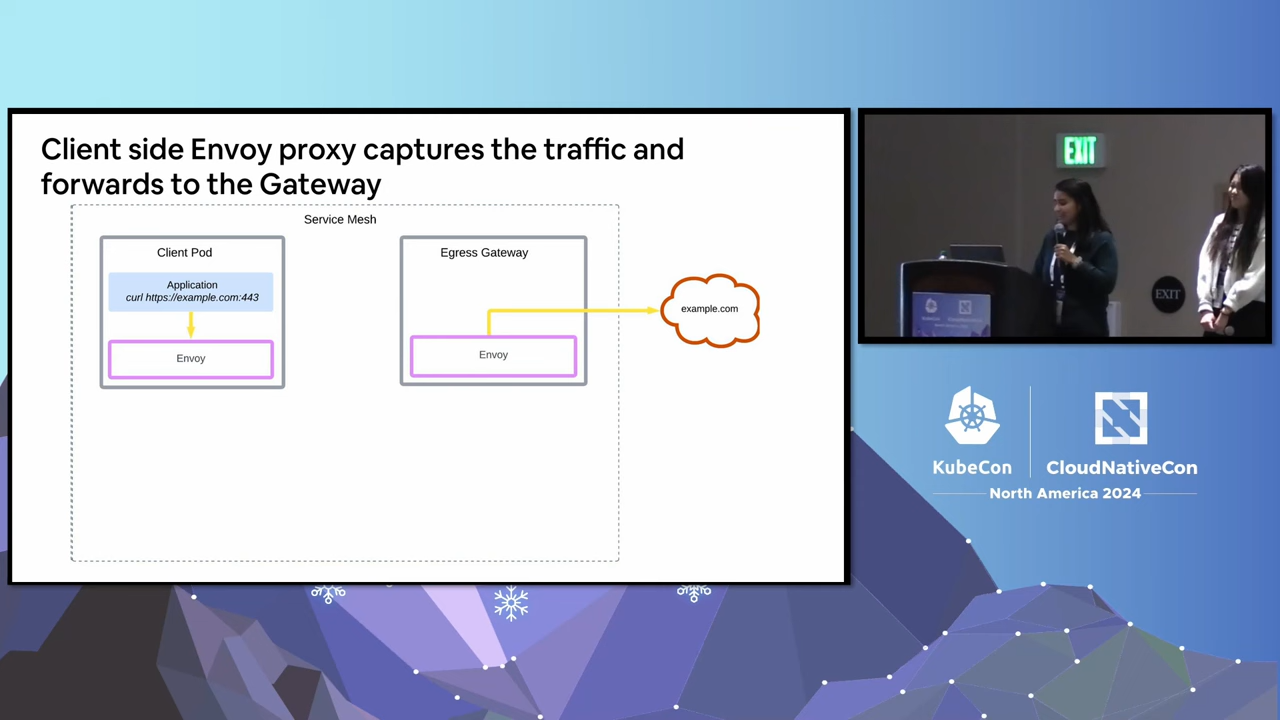 Client side Envoy proxy captures the traffic and
forwards to the Gateway
Service Mesh
Client Pod
Application
curl https://example.com:443
Envoy
Egress Gateway
Envoy
example.com
EXIT
EXIT
KubeCon
CloudNativeCon
North America 2024